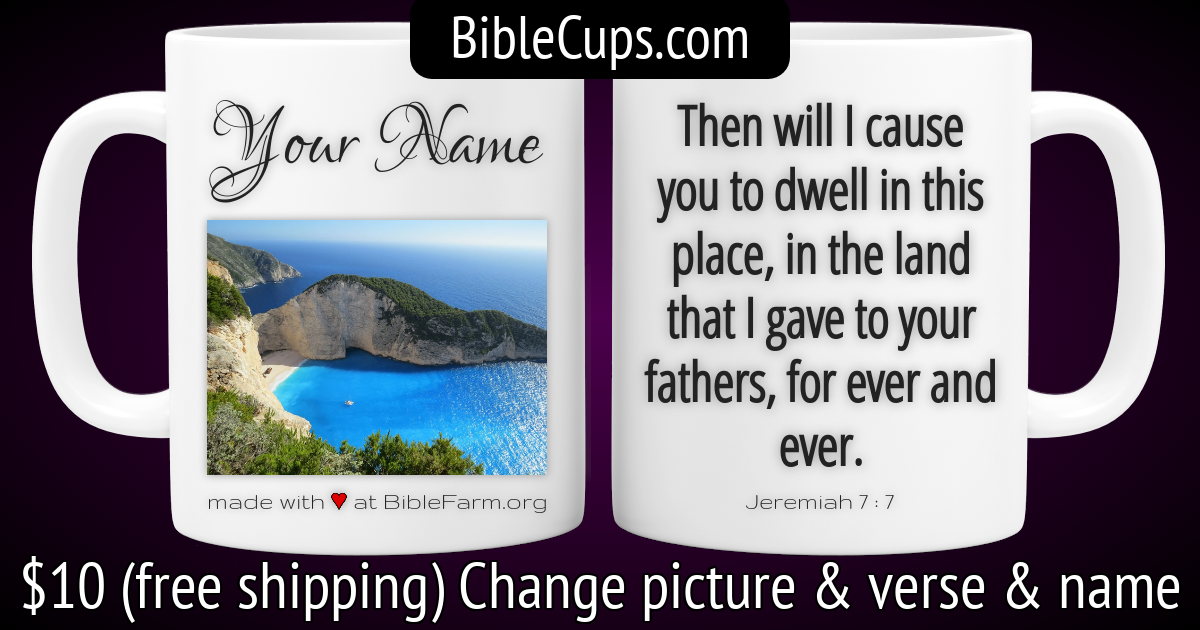 BibleCups.com
Your Name
made with ♥ at BibleFarm.org
Then will I cause
you to dwell in this
place, in the land
that I gave to your
fathers, for ever and
ever.
Jeremiah 7 : 7
$10 (free shipping) Change picture & verse & name